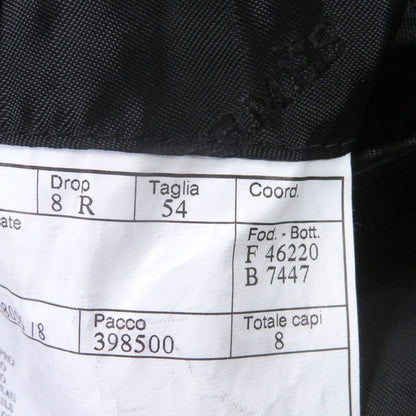 Drop Taglia Coord.
8 R 54
Fod. - Bott.
F 46220
B 7447
Pacco Totale capi
398500 8